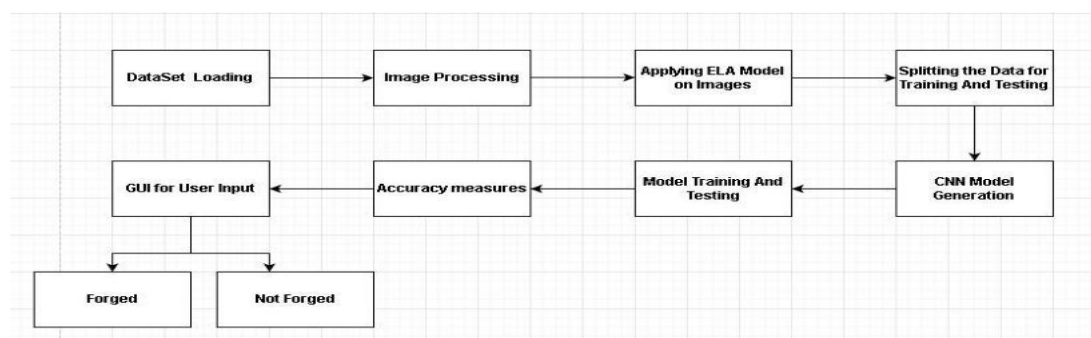 DataSet Loading
Image Processing
Applying ELA Model
on Images
Splitting the Data for
Training And Testing
GUI for User Input
Accuracy measures
Model Training And
Testing
CNN Model
Generation
Forged
Not Forged